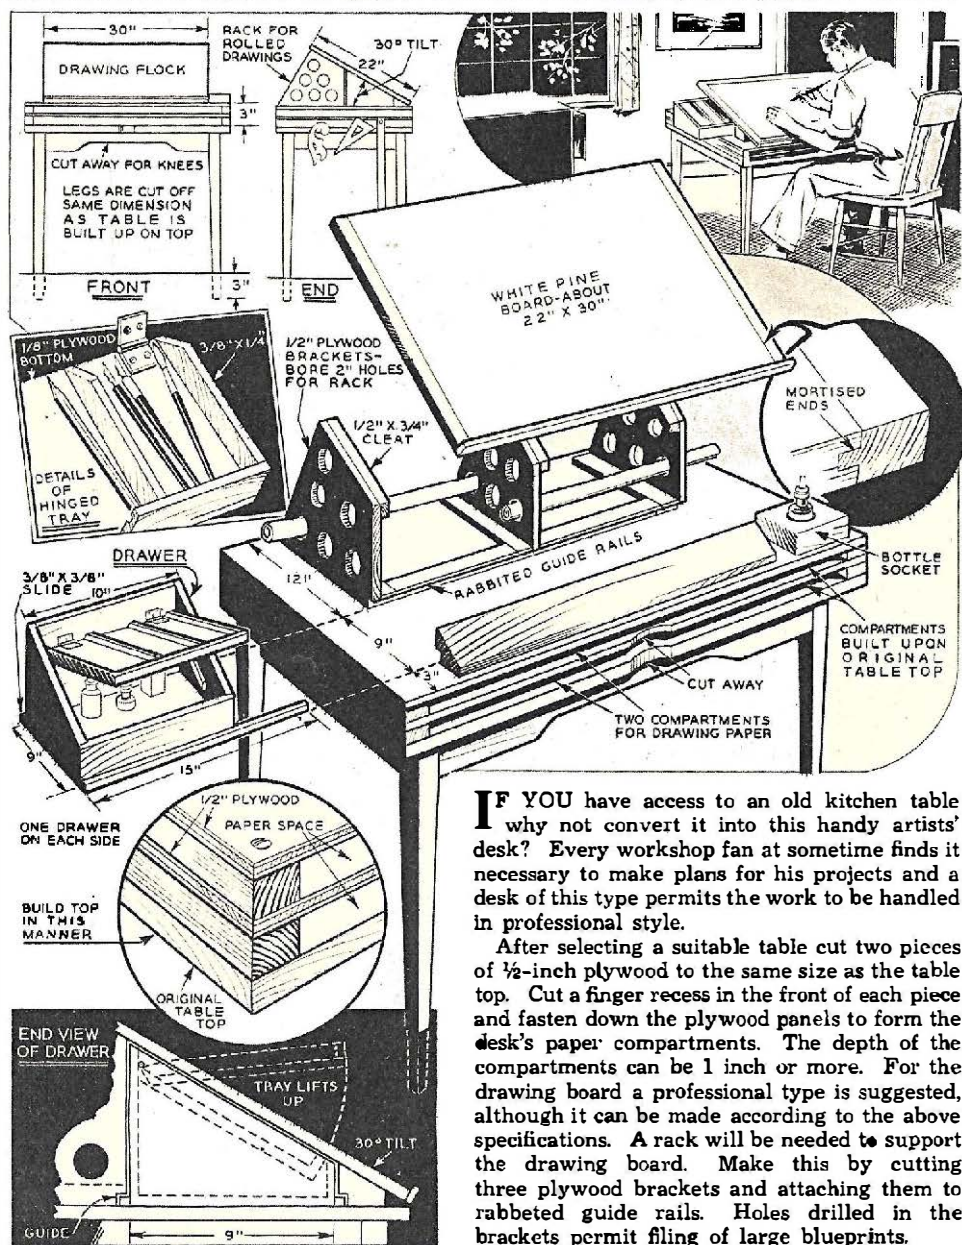 30"
DRAWING FLOCK
3"
CUT AWAY FOR KNEES
LEGS ARE CUT OFF
SAME DIMENSION
AS TABLE IS
BUILT UP ON TOP
FRONT
3"
RACK FOR
ROLLED
DRAWINGS
30° TILT
22"
END
1/8" PLYWOOD
BOTTOM
3/8" X 1/4"
DETAILS
OF
HINGED
TRAY
1/2" PLYWOOD
BRACKETS-
BORE 2" HOLES
FOR RACK
1/2" X 3/4"
CLEAT
WHITE PINE
BOARD-ABOUT
22" X 30"
MORTISED
ENDS
BOTTLE
SOCKET
COMPARTMENTS
BUILT UPON
ORIGINAL
TABLE TOP
12"
RABBITED GUIDE RAILS
9"
3"
CUT AWAY
TWO COMPARTMENTS
FOR DRAWING PAPER
DRAWER
3/8" X 3/8"
SLIDE
10"
9"
15"
ONE DRAWER
ON EACH SIDE
1/2" PLYWOOD
PAPER SPACE
BUILD TOP
IN THIS
MANNER
ORIGINAL
TABLE
TOP
END VIEW
OF DRAWER
TRAY LIFTS
UP
30° TILT
GUIDE
9"
IF YOU have access to an old kitchen table
why not convert it into this handy artists'
desk? Every workshop fan at sometime finds it
necessary to make plans for his projects and a
desk of this type permits the work to be handled
in professional style.
After selecting a suitable table cut two pieces
of ½-inch plywood to the same size as the table
top. Cut a finger recess in the front of each piece
and fasten down the plywood panels to form the
desk's paper compartments. The depth of the
compartments can be 1 inch or more. For the
drawing board a professional type is suggested,
although it can be made according to the above
specifications. A rack will be needed to support
the drawing board. Make this by cutting
three plywood brackets and attaching them to
rabbeted guide rails. Holes drilled in the
brackets permit filing of large blueprints.